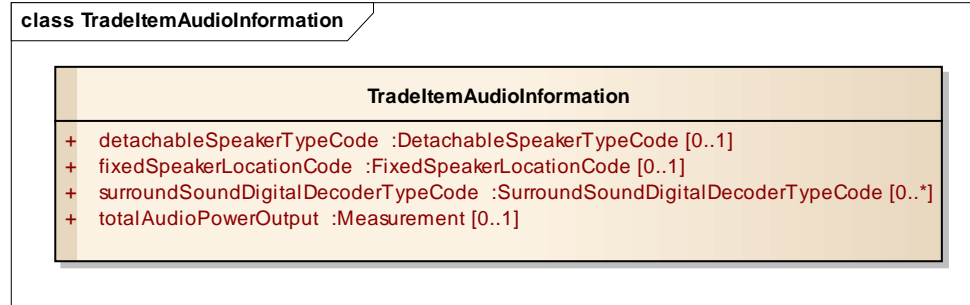 class TradeItemAudioInformation
TradeItemAudioInformation
+ detachableSpeakerTypeCode :DetachableSpeakerTypeCode [0..1]
+ fixedSpeakerLocationCode :FixedSpeakerLocationCode [0..1]
+ surroundSoundDigitalDecoderTypeCode :SurroundSoundDigitalDecoderTypeCode [0..*]
+ totalAudioPowerOutput :Measurement [0..1]